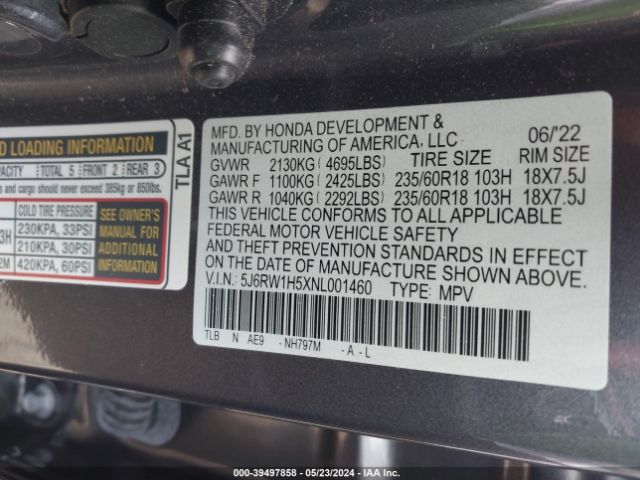 D LOADING INFORMATION
APACITY TOTAL 5 FRONT 2 REAR 3
s and cargo should never exceed 385kg or 850lbs.
COLD TIRE PRESSURE
SEE OWNER'S
MANUAL FOR
ADDITIONAL
INFORMATION
3H 230KPA, 33PSI
210KPA, 30PSI
2M 420KPA, 60PSI
TLA A1
MFD. BY HONDA DEVELOPMENT &
MANUFACTURING OF AMERICA, LLC 06/'22
GVWR 2130KG ( 4695LBS) TIRE SIZE RIM SIZE
GAWR F 1100KG ( 2425LBS) 235/60R18 103H 18X7.5J
GAWR R 1040KG ( 2292LBS) 235/60R18 103H 18X7.5J
THIS VEHICLE CONFORMS TO ALL APPLICABLE
FEDERAL MOTOR VEHICLE SAFETY
AND THEFT PREVENTION STANDARDS IN EFFECT
ON THE DATE OF MANUFACTURE SHOWN ABOVE.
V.I.N.: 5J6RW1H5XNL001460 TYPE: MPV
TLB N AE9 - NH797M - A - L
000-39497858 - 05/23/2024 - IAA Inc.